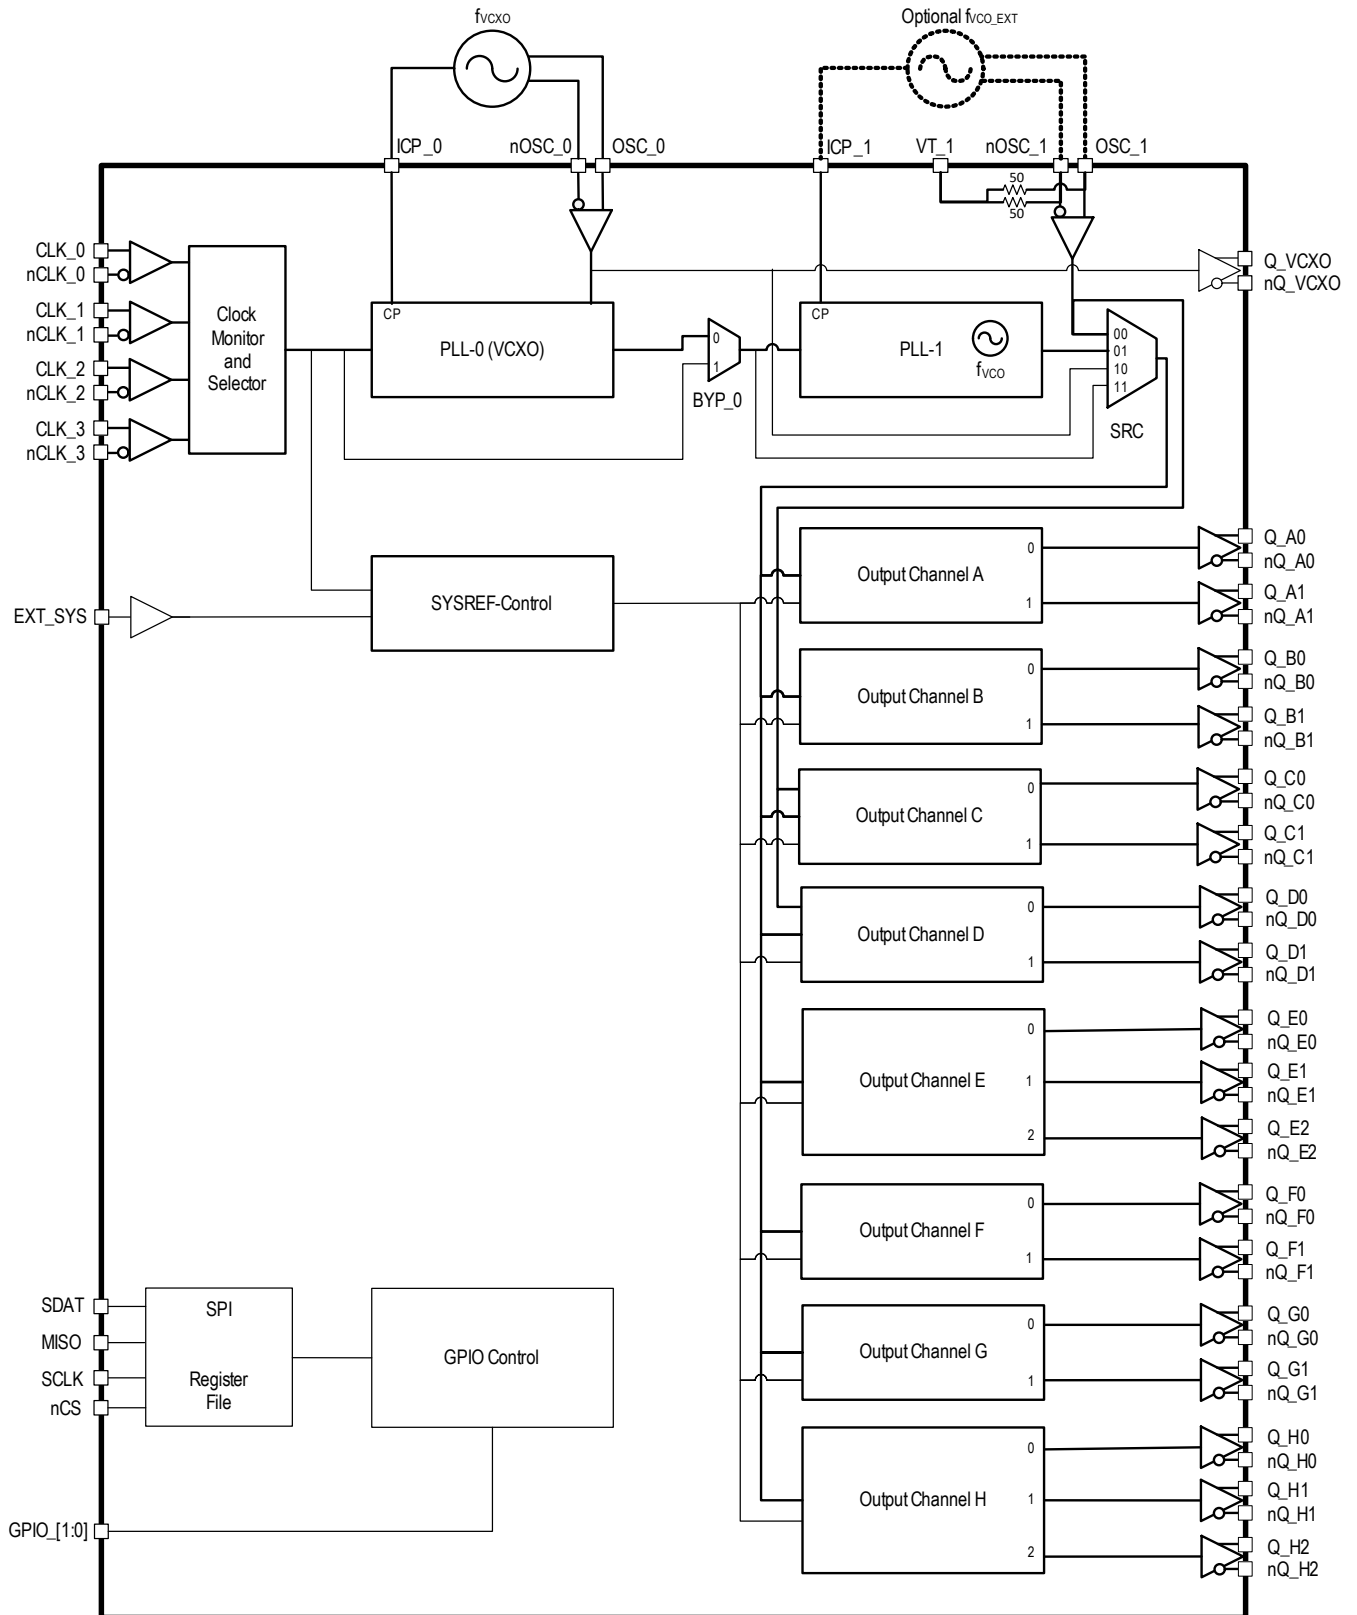 fVCXO
Optional fVCO_EXT
ICP_0
nOSC_0
OSC_0
ICP_1
VT_1
nOSC_1
OSC_1
50
50
CLK_0
nCLK_0
CLK_1
nCLK_1
CLK_2
nCLK_2
CLK_3
nCLK_3
Clock
Monitor
and
Selector
CP
PLL-0 (VCXO)
0
1
BYP_0
CP
PLL-1
fVCO
00
01
10
11
SRC
Q_VCXO
nQ_VCXO
EXT_SYS
SYSREF-Control
Output Channel A
0
1
Q_A0
nQ_A0
Q_A1
nQ_A1
Output Channel B
0
1
Q_B0
nQ_B0
Q_B1
nQ_B1
Output Channel C
0
1
Q_C0
nQ_C0
Q_C1
nQ_C1
Output Channel D
0
1
Q_D0
nQ_D0
Q_D1
nQ_D1
Output Channel E
0
1
2
Q_E0
nQ_E0
Q_E1
nQ_E1
Q_E2
nQ_E2
Output Channel F
0
1
Q_F0
nQ_F0
Q_F1
nQ_F1
SDAT
MISO
SCLK
nCS
SPI
Register
File
GPIO Control
GPIO_[1:0]
Output Channel G
0
1
Q_G0
nQ_G0
Q_G1
nQ_G1
Output Channel H
0
1
2
Q_H0
nQ_H0
Q_H1
nQ_H1
Q_H2
nQ_H2